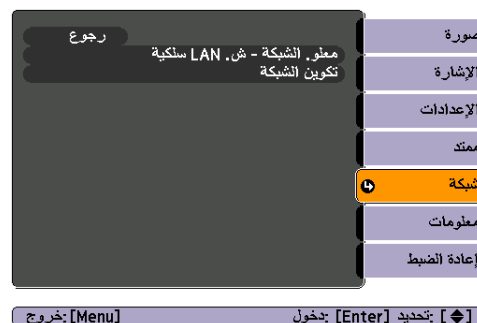 رجوع
معلو. الشبكة - ش. LAN سلكية
تكوين الشبكة
صورة
الإشارة
الإعدادات
ممتد
شبكة
معلومات
إعادة الضبط
[◆] :تحديد [Enter] :دخول [Menu] :خروج